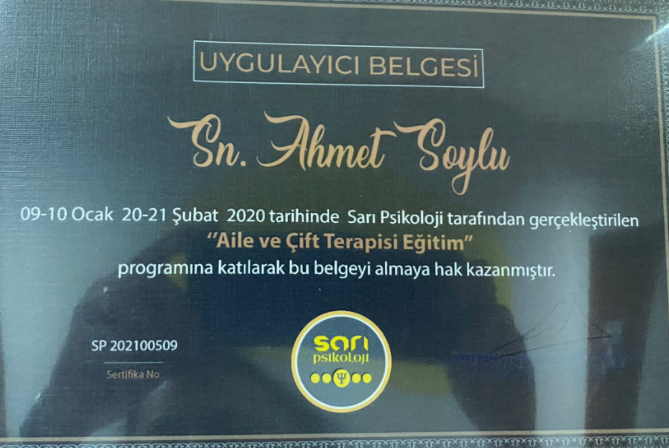 UYGULAYICI BELGESİ
Sn. Ahmet Soylu
09-10 Ocak 20-21 Şubat 2020 tarihinde Sarı Psikoloji tarafından gerçekleştirilen
“Aile ve Çift Terapisi Eğitim”
programına katılarak bu belgeyi almaya hak kazanmıştır.
SP 202100509
Sertifika No
sarı
psikoloji